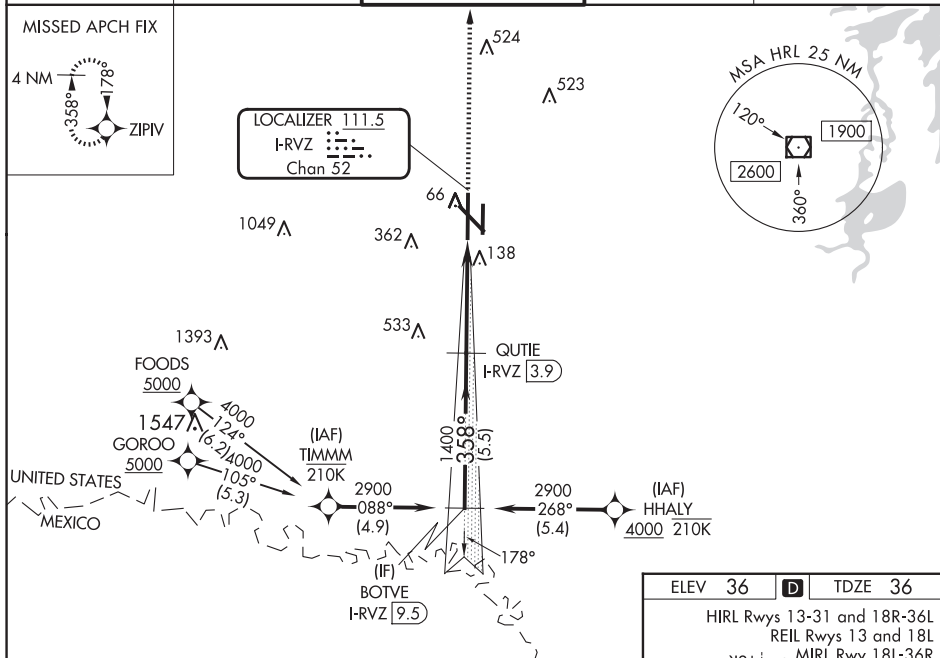 MISSED APCH FIX
4 NM
358°
178°
ZIPIV
LOCALIZER 111.5
I-RVZ
Chan 52
524
523
MSA HRL 25 NM
120°
1900
2600
360°
66
1049
362
138
533
1393
QUTIE
I-RVZ 3.9
FOODS
5000
4000
124°
(6.2)
1547
GOROO
5000
4000
105°
(5.3)
(IAF)
TIMMM
210K
1400
358°
(5.5)
UNITED STATES
MEXICO
2900
088°
(4.9)
2900
268°
(5.4)
(IAF)
HHALY
4000 210K
178°
(IF)
BOTVE
I-RVZ 9.5
ELEV 36 D TDZE 36
HIRL Rwys 13-31 and 18R-36L
REIL Rwys 13 and 18L
MIRL Rwy 18L-36R